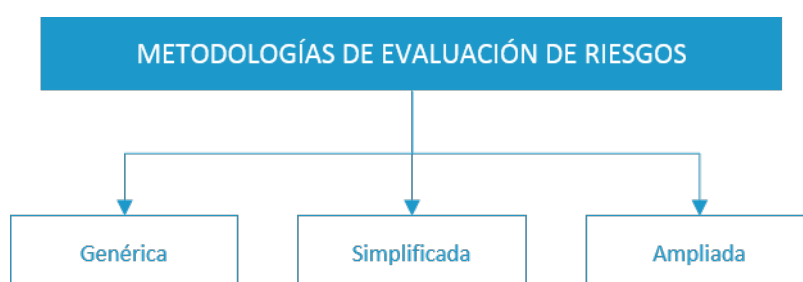 METODOLOGÍAS DE EVALUACIÓN DE RIESGOS
Genérica
Simplificada
Ampliada